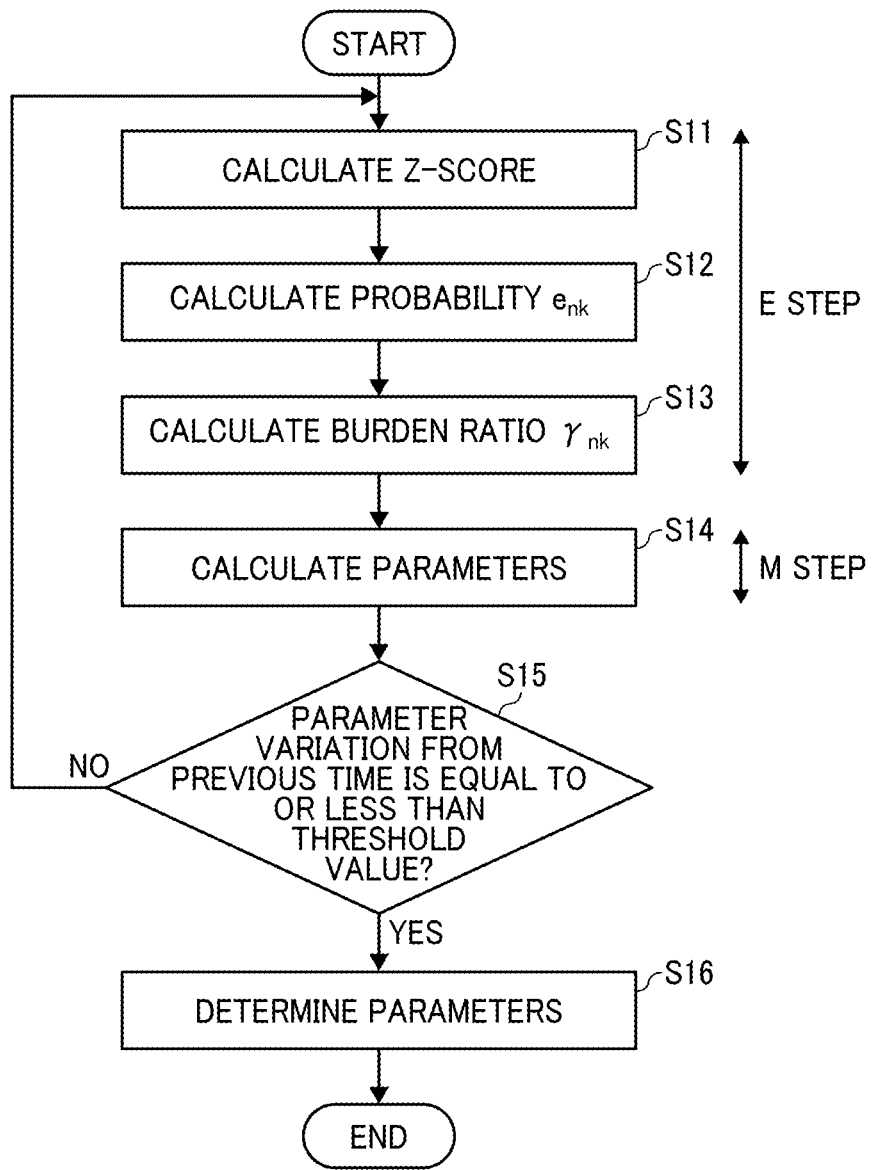 START
S11
CALCULATE Z-SCORE
S12
CALCULATE PROBABILITY enk
E STEP
S13
CALCULATE BURDEN RATIO γnk
S14
CALCULATE PARAMETERS
M STEP
S15
PARAMETER
VARIATION FROM
PREVIOUS TIME IS EQUAL TO
OR LESS THAN
THRESHOLD
VALUE?
NO
YES
S16
DETERMINE PARAMETERS
END